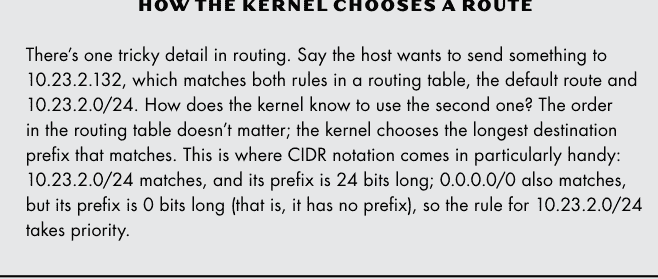 HOW THE KERNEL CHOOSES A ROUTE
There's one tricky detail in routing. Say the host wants to send something to
10.23.2.132, which matches both rules in a routing table, the default route and
10.23.2.0/24. How does the kernel know to use the second one? The order
in the routing table doesn't matter; the kernel chooses the longest destination
prefix that matches. This is where CIDR notation comes in particularly handy:
10.23.2.0/24 matches, and its prefix is 24 bits long; 0.0.0.0/0 also matches,
but its prefix is 0 bits long (that is, it has no prefix), so the rule for 10.23.2.0/24
takes priority.